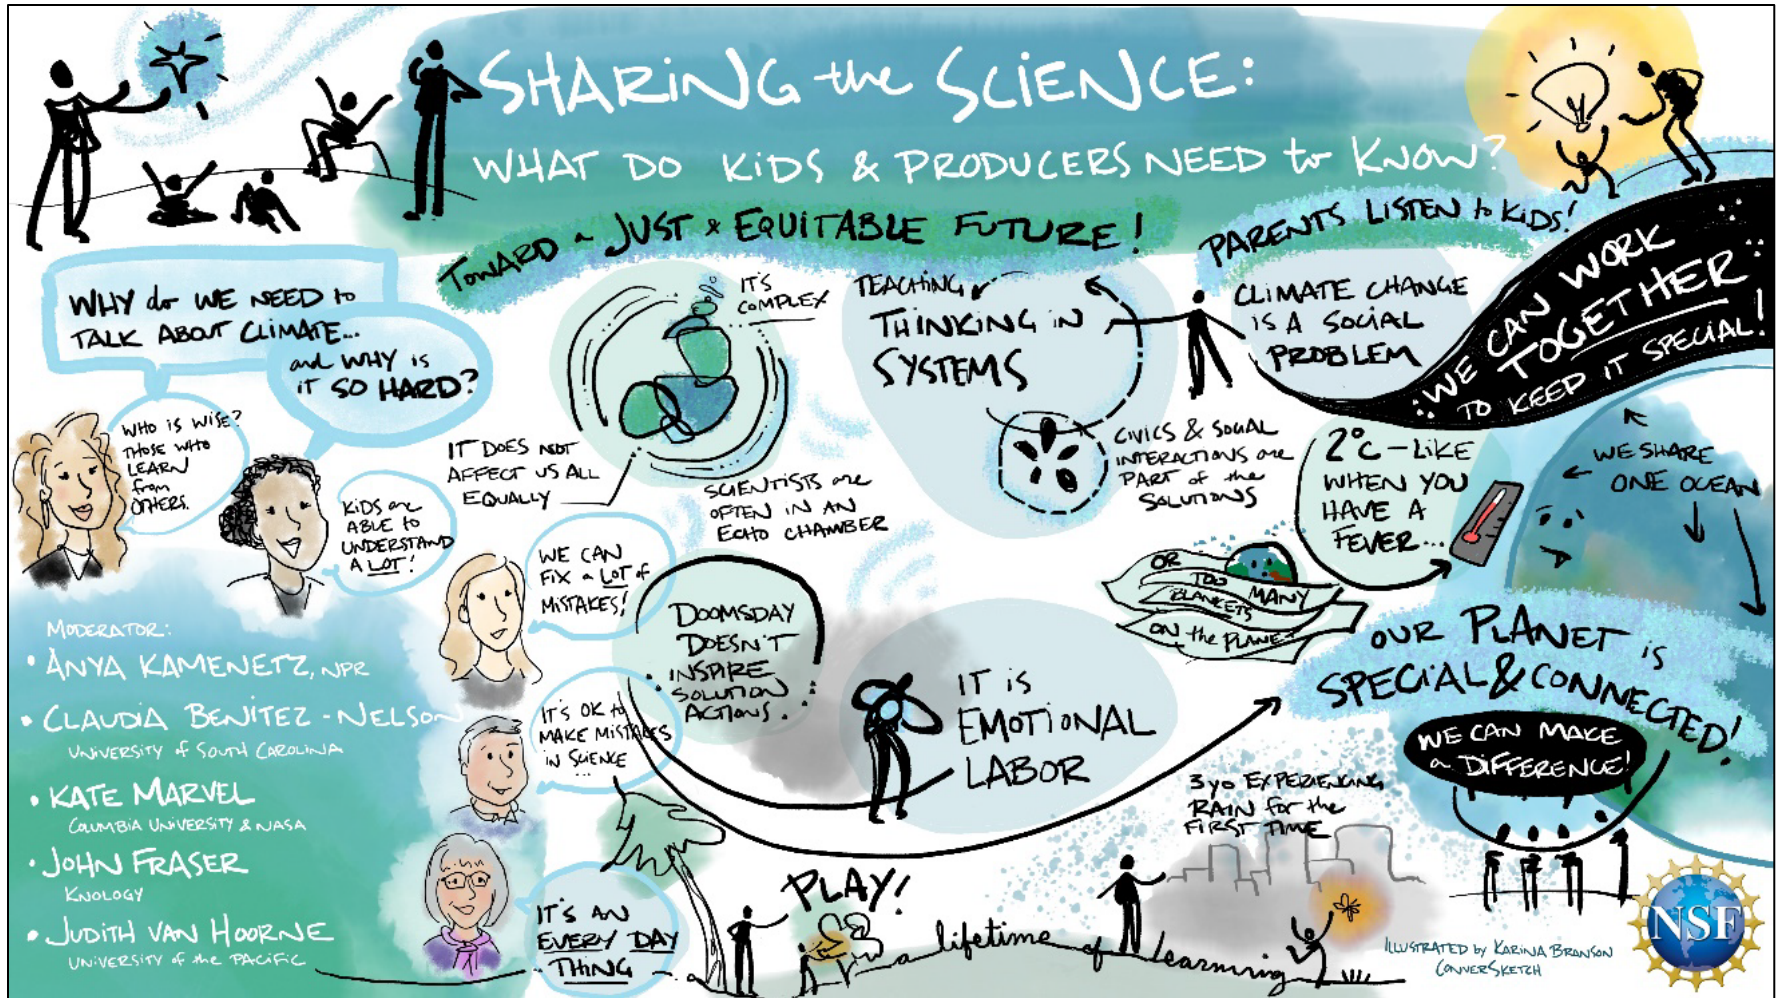 SHARING the SCIENCE:
WHAT DO KIDS & PRODUCERS NEED to KNOW?
TOWARD a JUST & EQUITABLE FUTURE!
PARENTS LISTEN to KIDS!
WE CAN WORK
TOGETHER
TO KEEP IT SPECIAL!
WHY do WE NEED to
TALK ABOUT CLIMATE...
and WHY is
iT SO HARD?
WHO IS WISE?
THOSE WHO
LEARN
from
OTHERS.
KIDS are
ABLE to
UNDERSTAND
A LOT!
IT'S
COMPLEX
IT DOES NOT
AFFECT US ALL
EQUALLY
SCIENTISTS are
OFTEN IN AN
ECHO CHAMBER
TEACHING
THINKING iN
SYSTEMS
CLIMATE CHANGE
iS A SOCIAL
PROBLEM
CIVICS & SOCIAL
INTERACTIONS are
PART of the
SOLUTIONS
2°C - LIKE
WHEN YOU
HAVE A
FEVER...
WE SHARE
ONE OCEAN
OR
TOO MANY
BLANKETS
ON the PLANET
WE CAN
FIX a LOT of
MISTAKES!
DOOMSDAY
DOESN'T
INSPIRE
SOLUTION
ACTIONS.
IT iS
EMOTIONAL
LABOR
OUR PLANET is
SPECIAL & CONNECTED!
WE CAN MAKE
a DIFFERENCE!
MODERATOR:
• ANYA KAMENETZ, NPR
• CLAUDIA BENITEZ-NELSON
UNIVERSITY of SOUTH CAROLINA
• KATE MARVEL
COLUMBIA UNIVERSITY & NASA
• JOHN FRASER
KNOLOGY
• JUDITH VAN HOORNE
UNIVERSITY of the PACIFIC
IT'S OK to
MAKE MISTAKES
IN SCIENCE
...
IT'S AN
EVERY DAY
THING
PLAY!
3 yo EXPERIENCING
RAIN for the
FIRST TIME
a lifetime of learnring
ILLUSTRATED by KARINA BRANSON
CONVERSKETCH
NSF